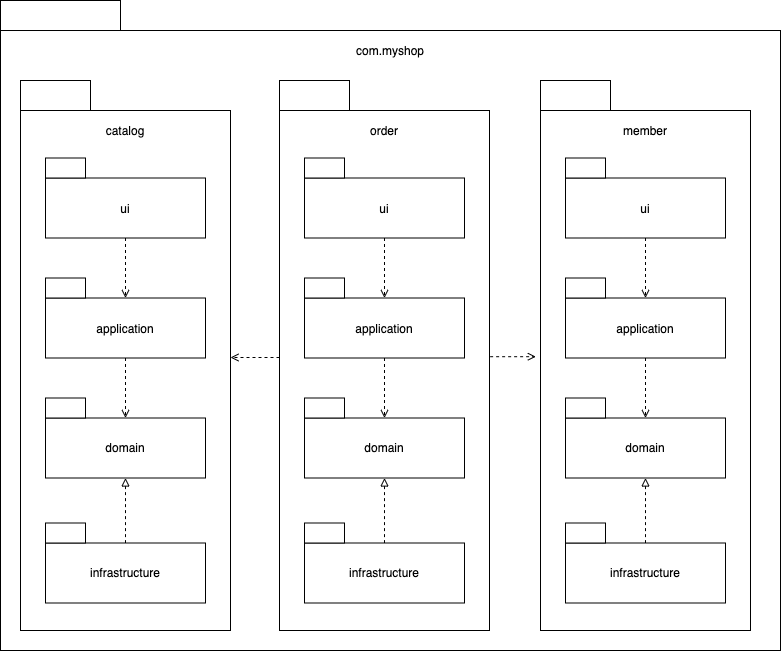 com.myshop
catalog
ui
application
domain
infrastructure
order
ui
application
domain
infrastructure
member
ui
application
domain
infrastructure